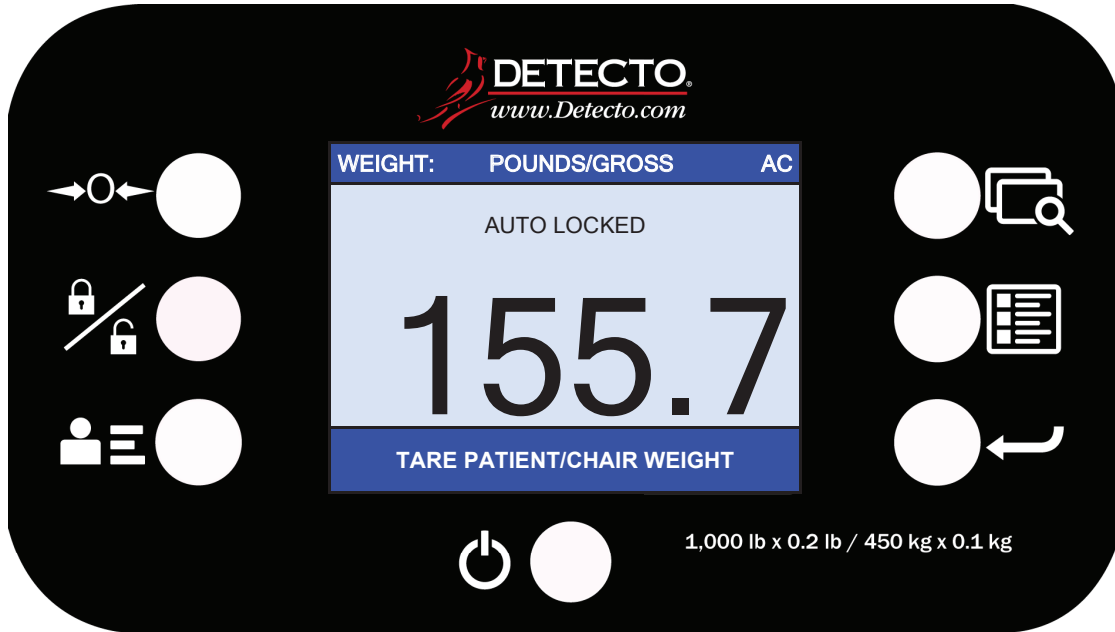 DETECTO®
www.Detecto.com
WEIGHT: POUNDS/GROSS AC
→O←
AUTO LOCKED
155.7
TARE PATIENT/CHAIR WEIGHT
1,000 lb x 0.2 lb / 450 kg x 0.1 kg